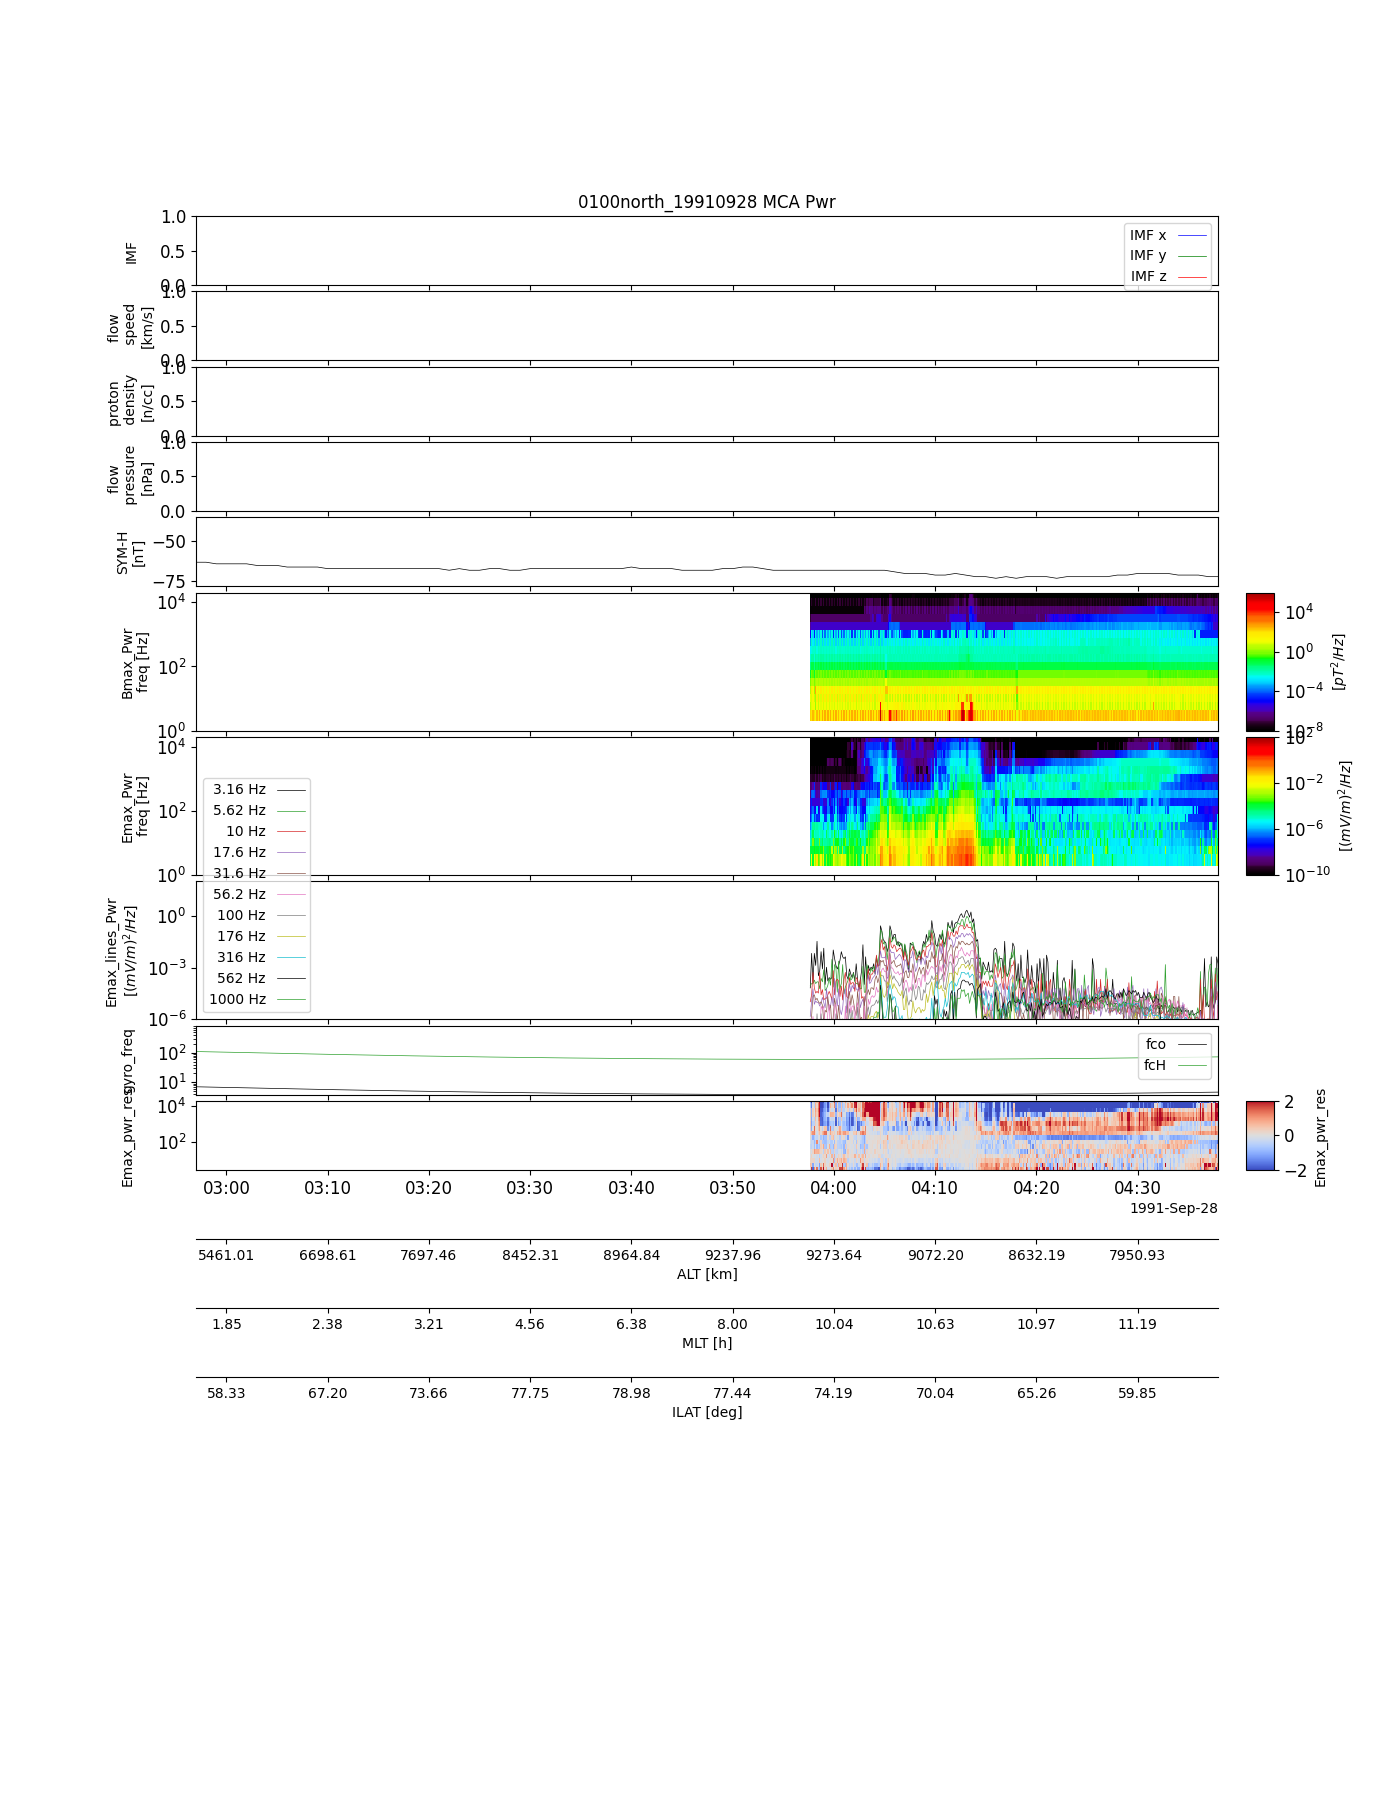 0100north_19910928 MCA Pwr
1.0
0.5
0.0
IMF
IMF x
IMF y
IMF z
1.0
0.5
0.0
flow
speed
[km/s]
1.0
0.5
0.0
proton
density
[n/cc]
1.0
0.5
0.0
flow
pressure
[nPa]
−50
−75
SYM-H
[nT]
10^4
10^2
10^0
Bmax_Pwr
freq [Hz]
10^4
10^0
10^−4
10^−8
[pT^2/Hz]
10^4
10^2
10^0
Emax_Pwr
freq [Hz]
10^2
10^−2
10^−6
10^−10
[(mV/m)^2/Hz]
3.16 Hz
5.62 Hz
10 Hz
17.6 Hz
31.6 Hz
56.2 Hz
100 Hz
176 Hz
316 Hz
562 Hz
1000 Hz
10^0
10^−3
10^−6
Emax_lines_Pwr
[(mV/m)^2/Hz]
10^2
10^1
gyro_freq
fco
fcH
10^4
10^2
Emax_pwr_res
2
0
−2
Emax_pwr_res
03:00 03:10 03:20 03:30 03:40 03:50 04:00 04:10 04:20 04:30
1991-Sep-28
5461.01 6698.61 7697.46 8452.31 8964.84 9237.96 9273.64 9072.20 8632.19 7950.93
ALT [km]
1.85 2.38 3.21 4.56 6.38 8.00 10.04 10.63 10.97 11.19
MLT [h]
58.33 67.20 73.66 77.75 78.98 77.44 74.19 70.04 65.26 59.85
ILAT [deg]